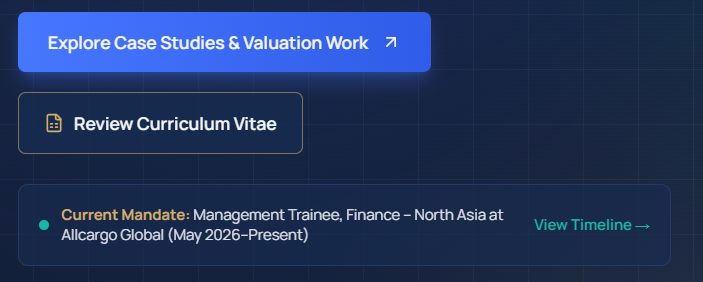 Explore Case Studies & Valuation Work ↗
Review Curriculum Vitae
Current Mandate: Management Trainee, Finance – North Asia at
Allcargo Global (May 2026–Present)
View Timeline →